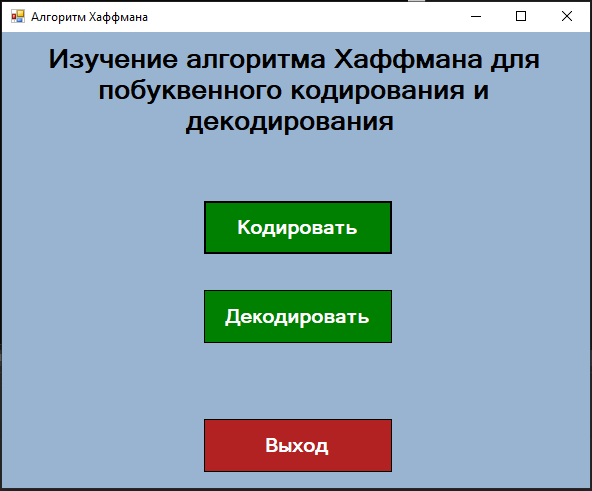 Алгоритм Хаффмана
Изучение алгоритма Хаффмана для
побуквенного кодирования и
декодирования
Кодировать
Декодировать
Выход